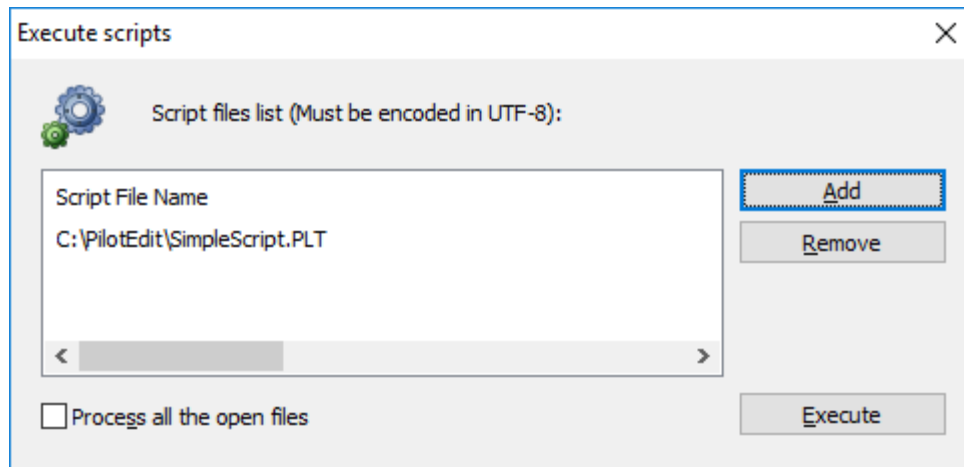 Execute scripts
Script files list (Must be encoded in UTF-8):
Script File Name
C:\PilotEdit\SimpleScript.PLT
Add
Remove
Process all the open files
Execute